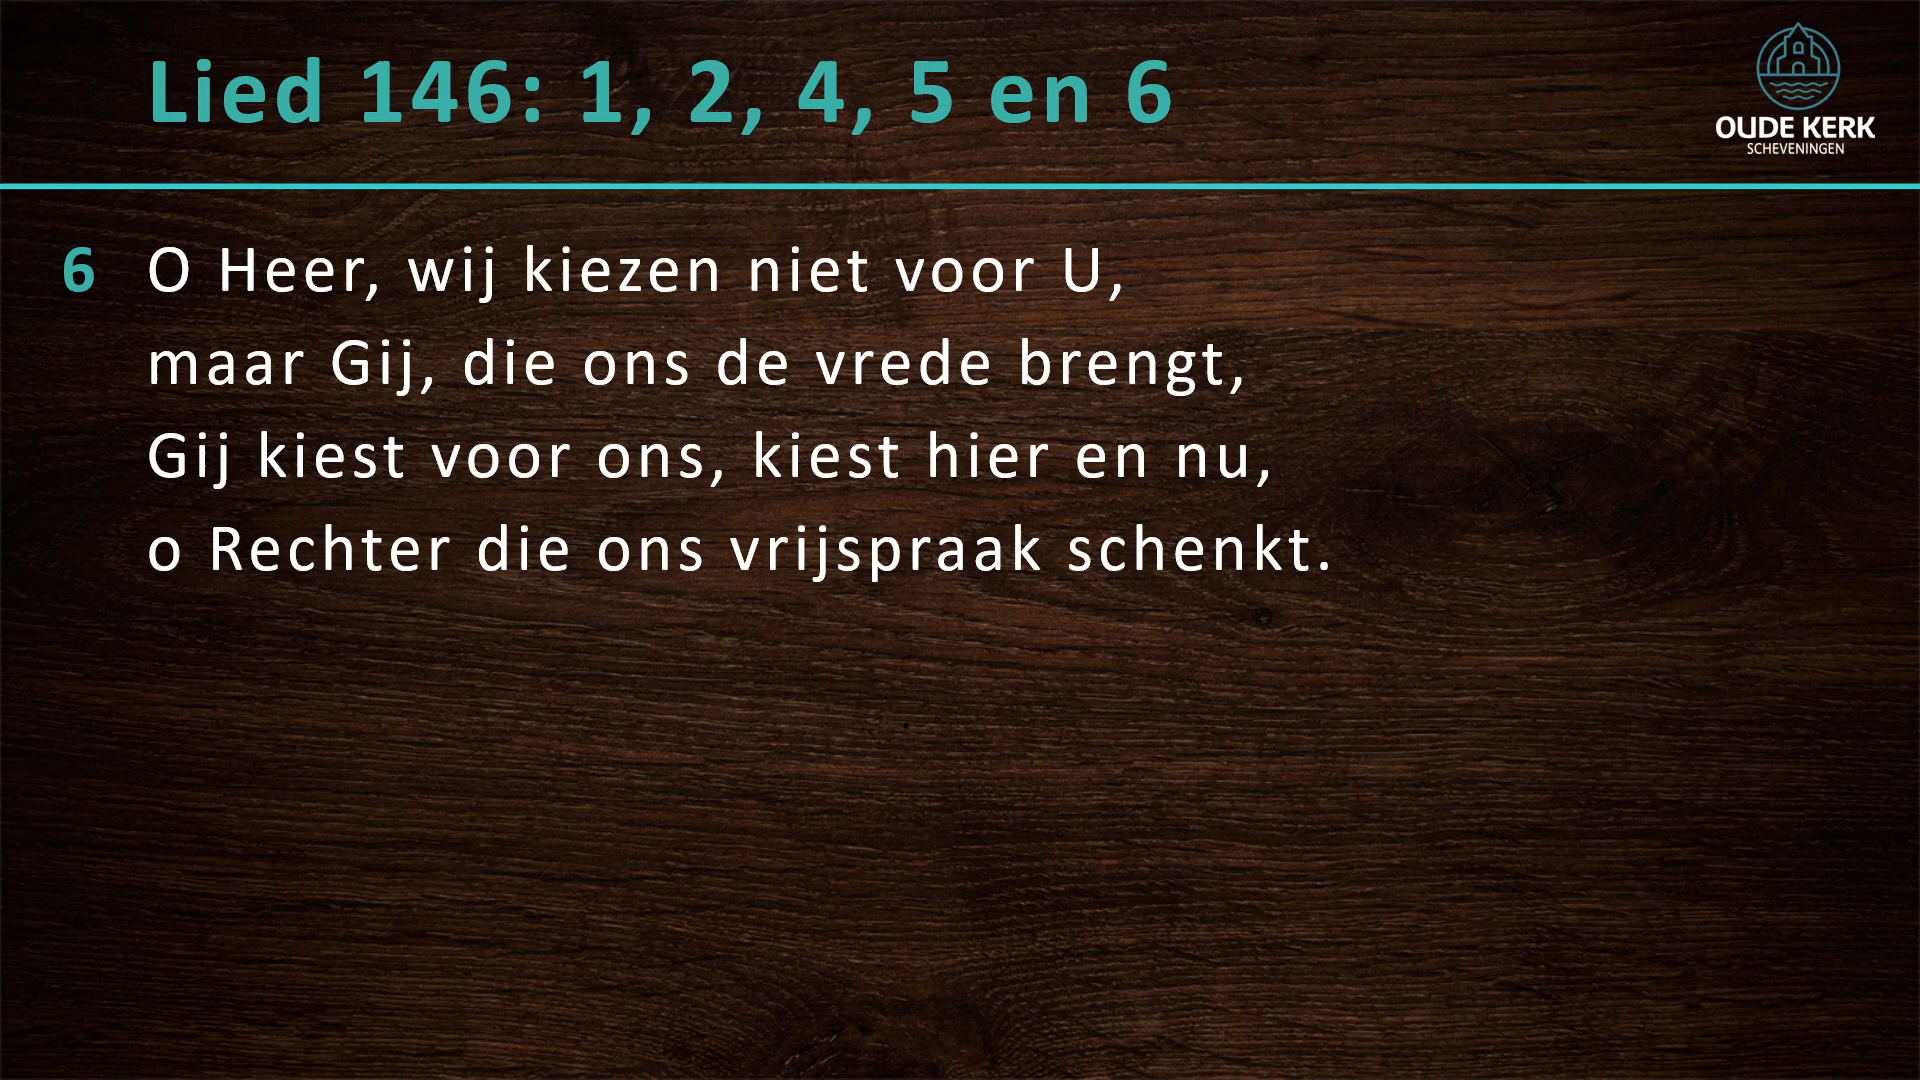 Lied 146: 1, 2, 4, 5 en 6
OUDE KERK
SCHEVENINGEN
6 O Heer, wij kiezen niet voor U,
maar Gij, die ons de vrede brengt,
Gij kiest voor ons, kiest hier en nu,
o Rechter die ons vrijspraak schenkt.